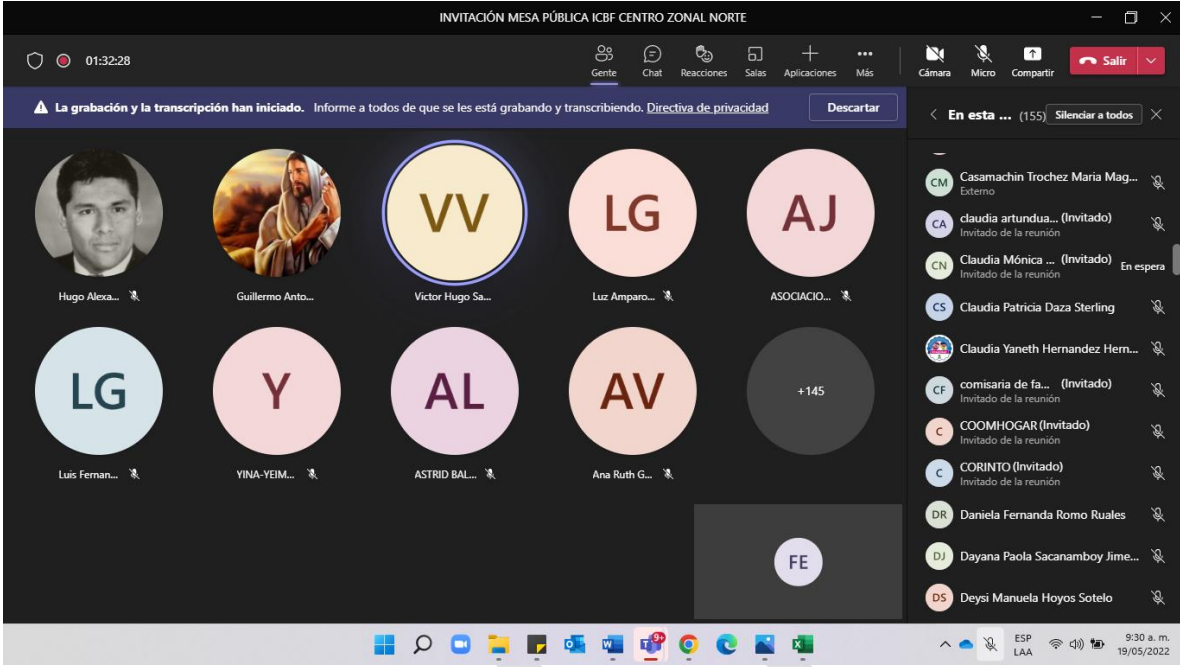 INVITACIÓN MESA PÚBLICA ICBF CENTRO ZONAL NORTE
01:32:28
Gente Chat Reacciones Salas Aplicaciones Más Cámara Micro Compartir Salir
La grabación y la transcripción han iniciado. Informe a todos de que se les está grabando y transcribiendo. Directiva de privacidad Descartar
En esta ... (155) Silenciar a todos
VV LG AJ
Hugo Alexa... Guillermo Anto... Victor Hugo Sa... Luz Amparo... ASOCIACIO...
LG Y AL AV +145
Luis Fernan... YINA-YEIM... ASTRID BAL... Ana Ruth G...
FE
CM Casamachin Trochez Maria Mag...
Externo
CA claudia artundua... (Invitado)
Invitado de la reunión
CN Claudia Mónica ... (Invitado) En espera
Invitado de la reunión
CS Claudia Patricia Daza Sterling
Claudia Yaneth Hernandez Hern...
CF comisaria de fa... (Invitado)
Invitado de la reunión
C COOMHOGAR (Invitado)
Invitado de la reunión
C CORINTO (Invitado)
Invitado de la reunión
DR Daniela Fernanda Romo Ruales
DJ Dayana Paola Sacanamboy Jime...
DS Deysi Manuela Hoyos Sotelo
9+
ESP
LAA
9:30 a. m.
19/05/2022